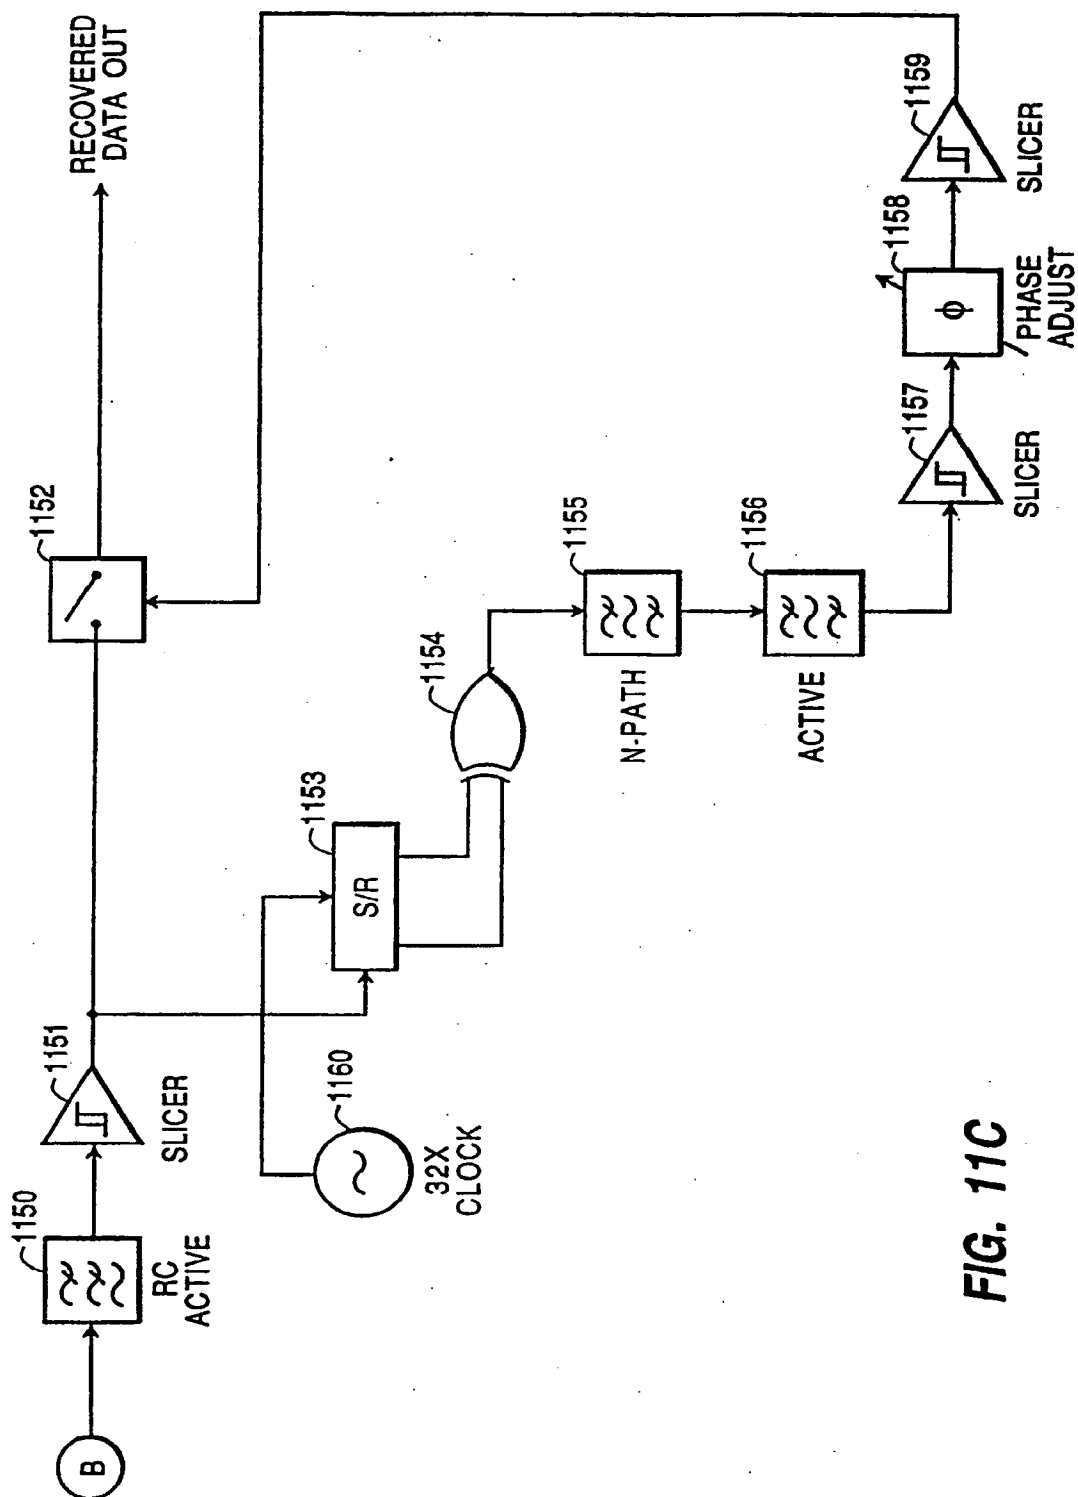 B
1150
RC
ACTIVE
1151
SLICER
1152
RECOVERED
DATA OUT
1160
32X
CLOCK
1153
S/R
1154
1155
N-PATH
1156
ACTIVE
1157
SLICER
1158
ϕ
PHASE
ADJUST
1159
SLICER
FIG. 11C